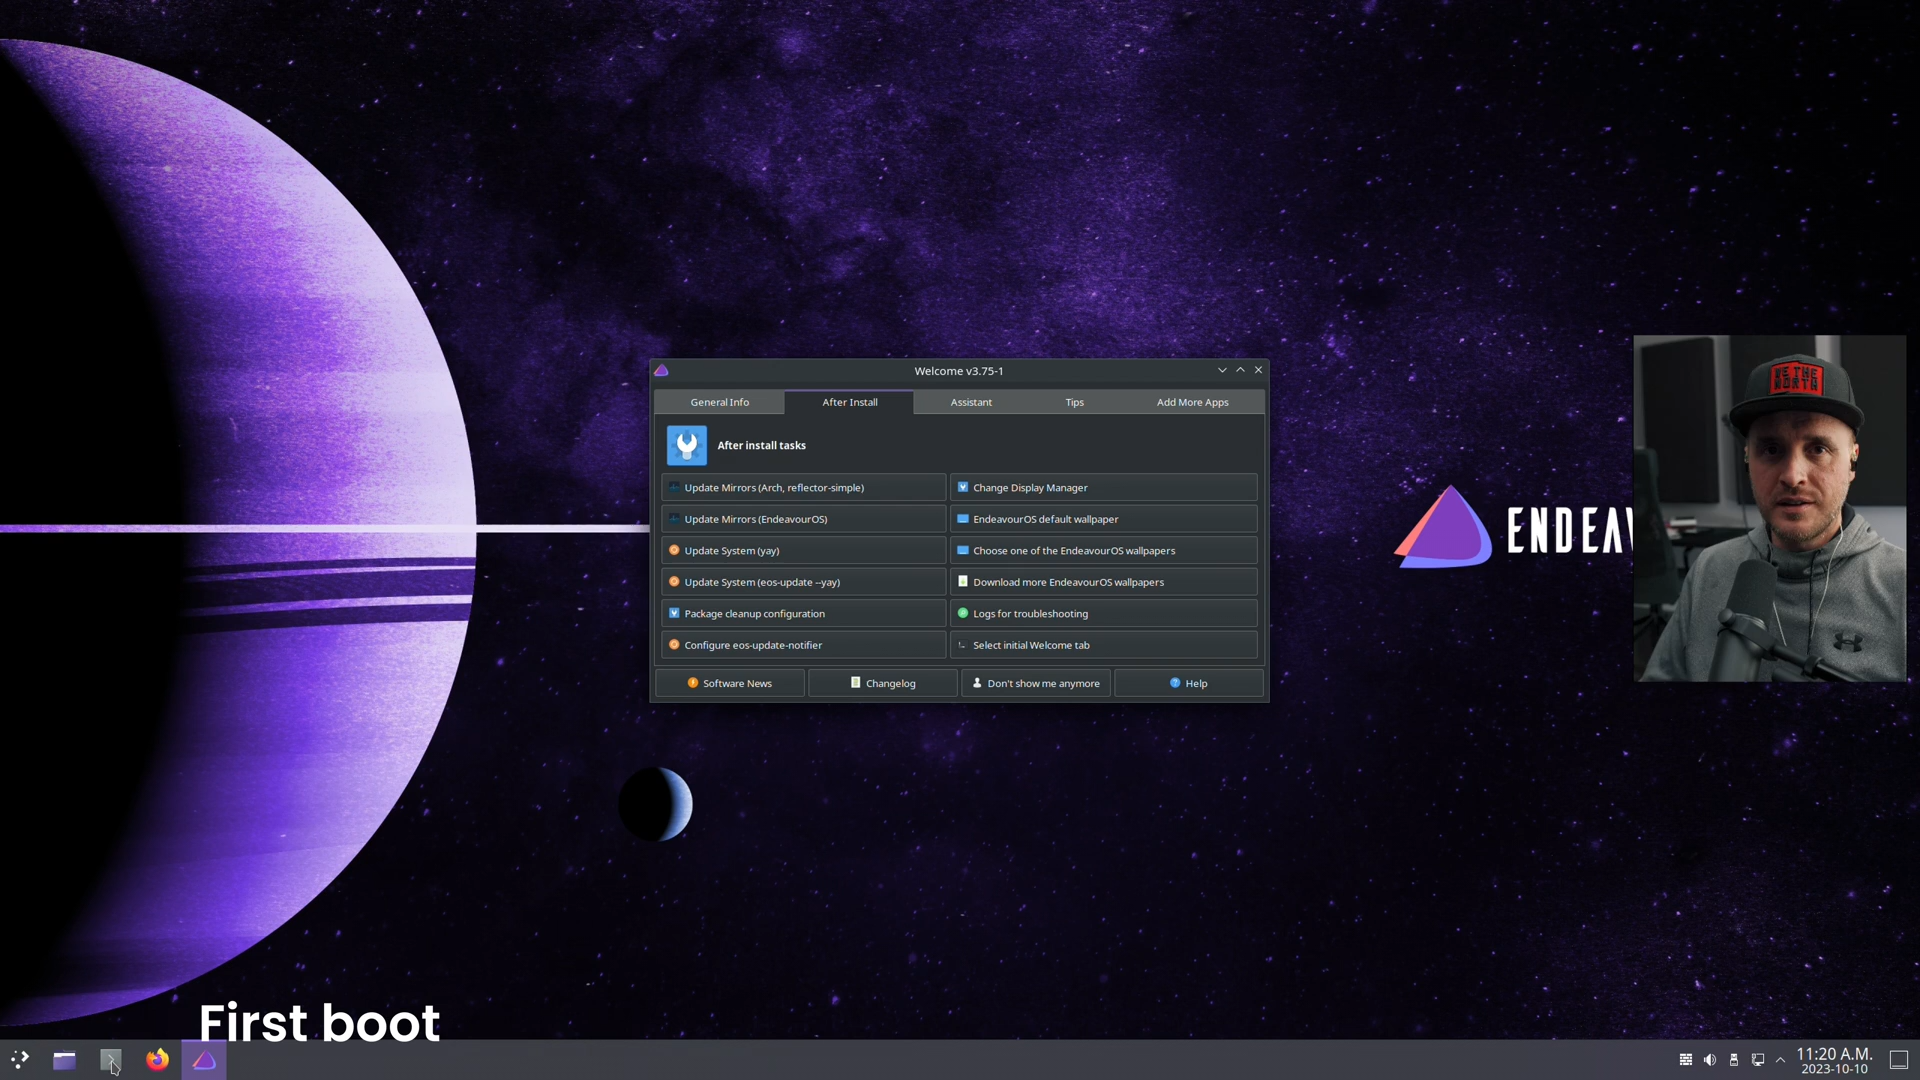 Welcome v3.75-1
General Info
After Install
Assistant
Tips
Add More Apps
After install tasks
Update Mirrors (Arch, reflector-simple)
Change Display Manager
Update Mirrors (EndeavourOS)
EndeavourOS default wallpaper
Update System (yay)
Choose one of the EndeavourOS wallpapers
Update System (eos-update --yay)
Download more EndeavourOS wallpapers
Package cleanup configuration
Logs for troubleshooting
Configure eos-update-notifier
Select initial Welcome tab
Software News
Changelog
Don't show me anymore
Help
ENDEAV
WE THE
NORTH
First boot
11:20 A.M.
2023-10-10